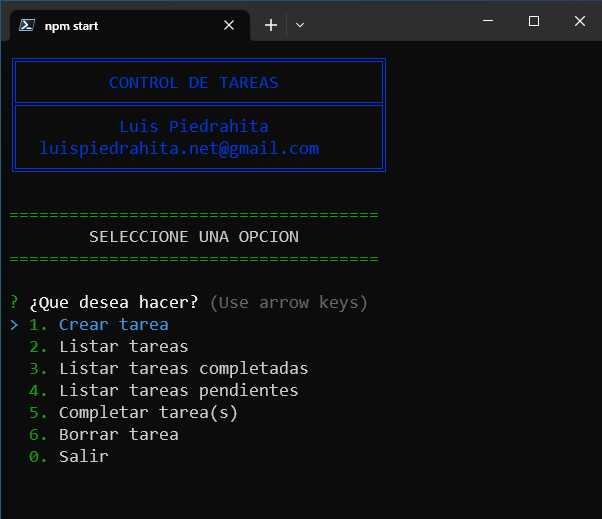 npm start
CONTROL DE TAREAS
Luis Piedrahita
luispiedrahita.net@gmail.com
=====================================
SELECCIONE UNA OPCION
=====================================
? ¿Que desea hacer? (Use arrow keys)
> 1. Crear tarea
2. Listar tareas
3. Listar tareas completadas
4. Listar tareas pendientes
5. Completar tarea(s)
6. Borrar tarea
0. Salir